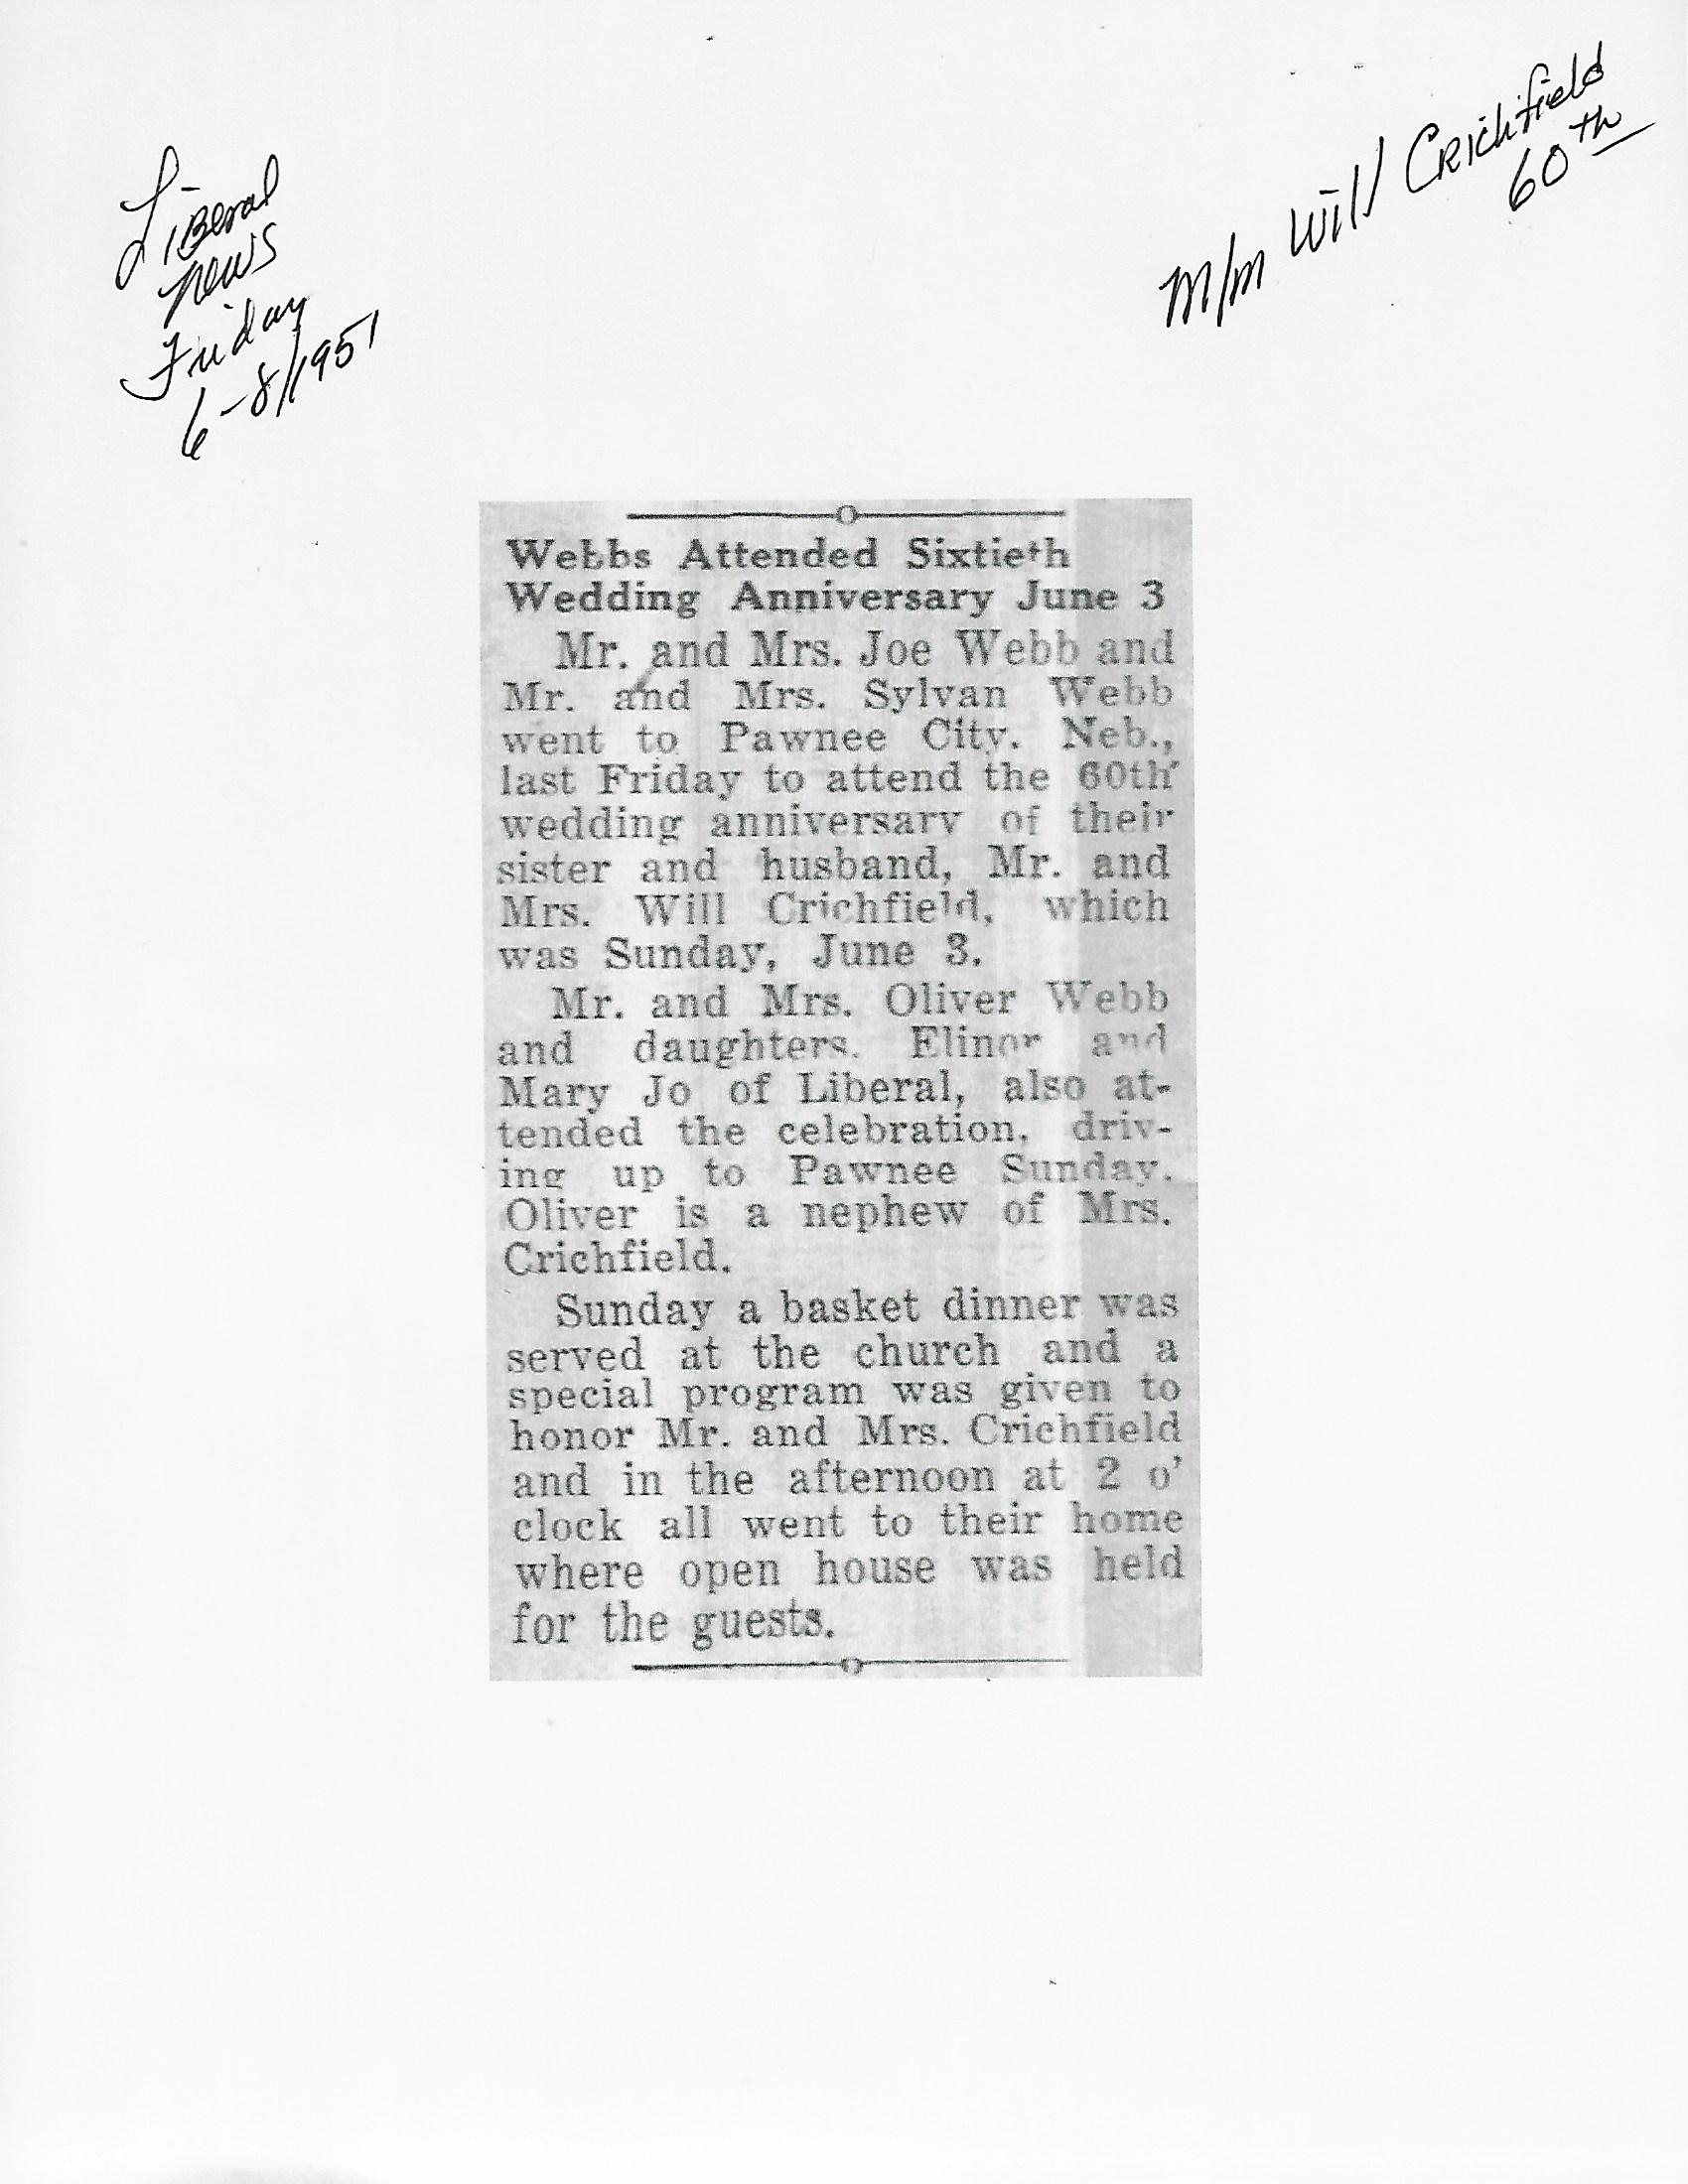 Liberal
News
Friday
6-8/1951
M/M Will Crichfield
60th
Webbs Attended Sixtieth
Wedding Anniversary June 3
Mr. and Mrs. Joe Webb and
Mr. and Mrs. Sylvan Webb
went to Pawnee City. Neb.,
last Friday to attend the 60th
wedding anniversary of their
sister and husband, Mr. and
Mrs. Will Crichfield, which
was Sunday, June 3.
Mr. and Mrs. Oliver Webb
and daughters. Elinor and
Mary Jo of Liberal, also at-
tended the celebration, driv-
ing up to Pawnee Sunday.
Oliver is a nephew of Mrs.
Crichfield.
Sunday a basket dinner was
served at the church and a
special program was given to
honor Mr. and Mrs. Crichfield
and in the afternoon at 2 o'
clock all went to their home
where open house was held
for the guests.